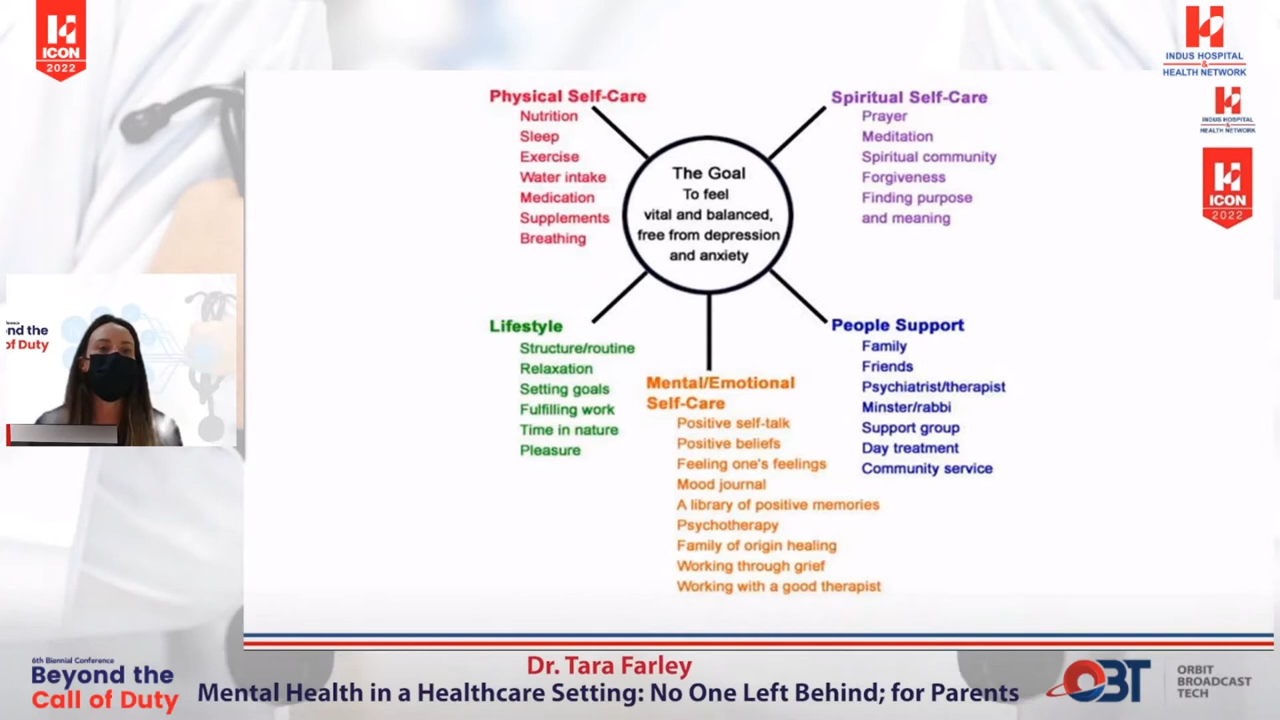 ICON
2022
INDUS HOSPITAL
&
HEALTH NETWORK
INDUS HOSPITAL
&
HEALTH NETWORK
ICON
2022
Physical Self-Care
Nutrition
Sleep
Exercise
Water intake
Medication
Supplements
Breathing
The Goal
To feel
vital and balanced,
free from depression
and anxiety
Spiritual Self-Care
Prayer
Meditation
Spiritual community
Forgiveness
Finding purpose
and meaning
Lifestyle
Structure/routine
Relaxation
Setting goals
Fulfilling work
Time in nature
Pleasure
Mental/Emotional
Self-Care
Positive self-talk
Positive beliefs
Feeling one's feelings
Mood journal
A library of positive memories
Psychotherapy
Family of origin healing
Working through grief
Working with a good therapist
People Support
Family
Friends
Psychiatrist/therapist
Minster/rabbi
Support group
Day treatment
Community service
nd the
of Duty
6th Biennial Conference
Beyond the
Call of Duty
Dr. Tara Farley
Mental Health in a Healthcare Setting: No One Left Behind; for Parents
OBT
ORBIT
BROADCAST
TECH